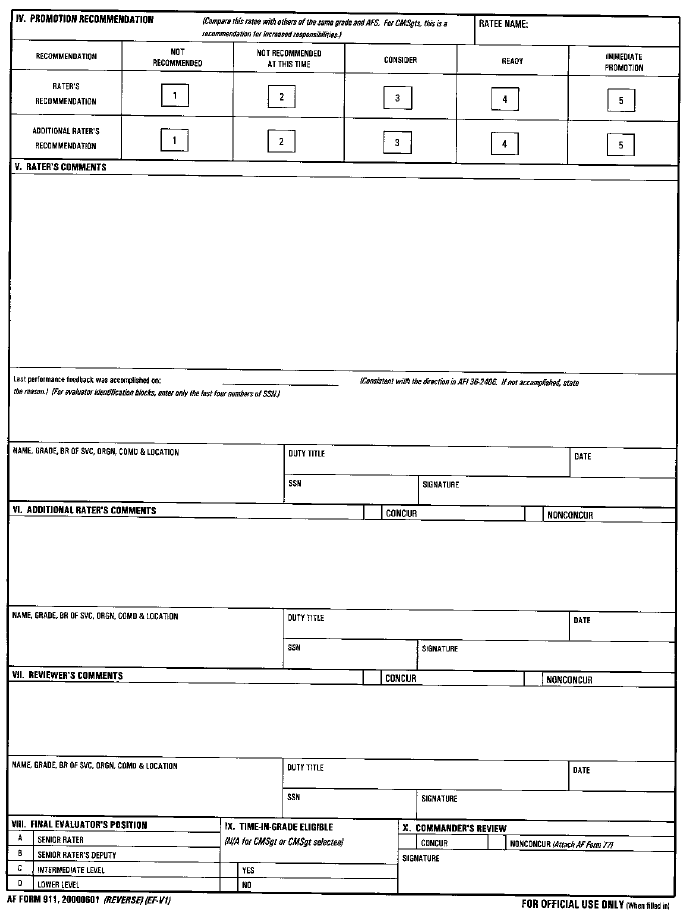 IV. PROMOTION RECOMMENDATION (Compare this ratee with others of the same grade and AFS. For CMSgts, this is a
recommendation for increased responsibilities.)
RATEE NAME:
RECOMMENDATION
NOT
RECOMMENDED
NOT RECOMMENDED
AT THIS TIME
CONSIDER
READY
IMMEDIATE
PROMOTION
RATER'S
RECOMMENDATION
1 2 3 4 5
ADDITIONAL RATER'S
RECOMMENDATION
1 2 3 4 5
V. RATER'S COMMENTS
Last performance feedback was accomplished on: (Consistent with the direction in AFI 36-2406. If not accomplished, state
the reason.) (For evaluator identification blocks, enter only the last four numbers of SSN.)
NAME, GRADE, BR OF SVC, ORGN, COMD & LOCATION
DUTY TITLE
DATE
SSN
SIGNATURE
VI. ADDITIONAL RATER'S COMMENTS
CONCUR
NONCONCUR
NAME, GRADE, BR OF SVC, ORGN, COMD & LOCATION
DUTY TITLE
DATE
SSN
SIGNATURE
VII. REVIEWER'S COMMENTS
CONCUR
NONCONCUR
NAME, GRADE, BR OF SVC, ORGN, COMD & LOCATION
DUTY TITLE
DATE
SSN
SIGNATURE
VIII. FINAL EVALUATOR'S POSITION
A SENIOR RATER
B SENIOR RATER'S DEPUTY
C INTERMEDIATE LEVEL
D LOWER LEVEL
IX. TIME-IN-GRADE ELIGIBLE
(N/A for CMSgt or CMSgt selectee)
YES
NO
X. COMMANDER'S REVIEW
CONCUR
NONCONCUR (Attach AF Form 77)
SIGNATURE
AF FORM 911, 20000601 (REVERSE) (EF-V1)
FOR OFFICIAL USE ONLY (When filled in)